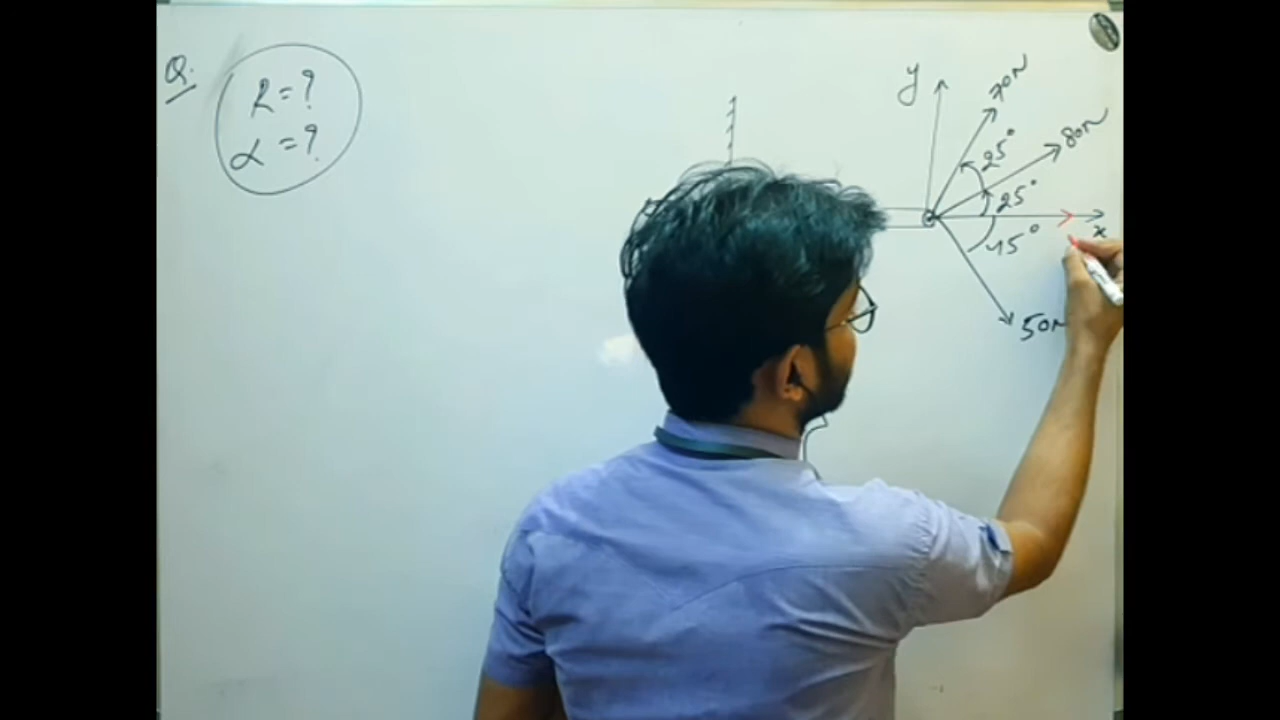 Q.
R = ?
α = ?
y
70N
80N
25°
25°
x
45°
50N